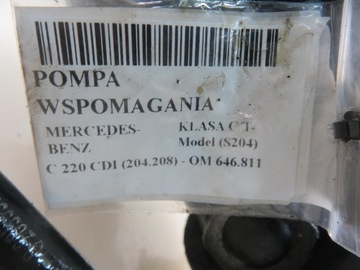 POMPA
WSPOMAGANIA
MERCEDES-BENZ
KLASA C T-Model (S204)
C 220 CDI (204.208) - OM 646.811